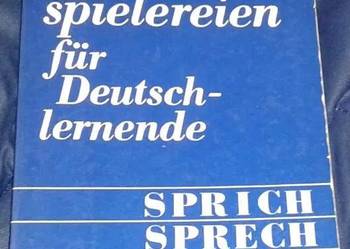 spielereien
für
Deutsch-
lernende
SPRICH
SPRECH